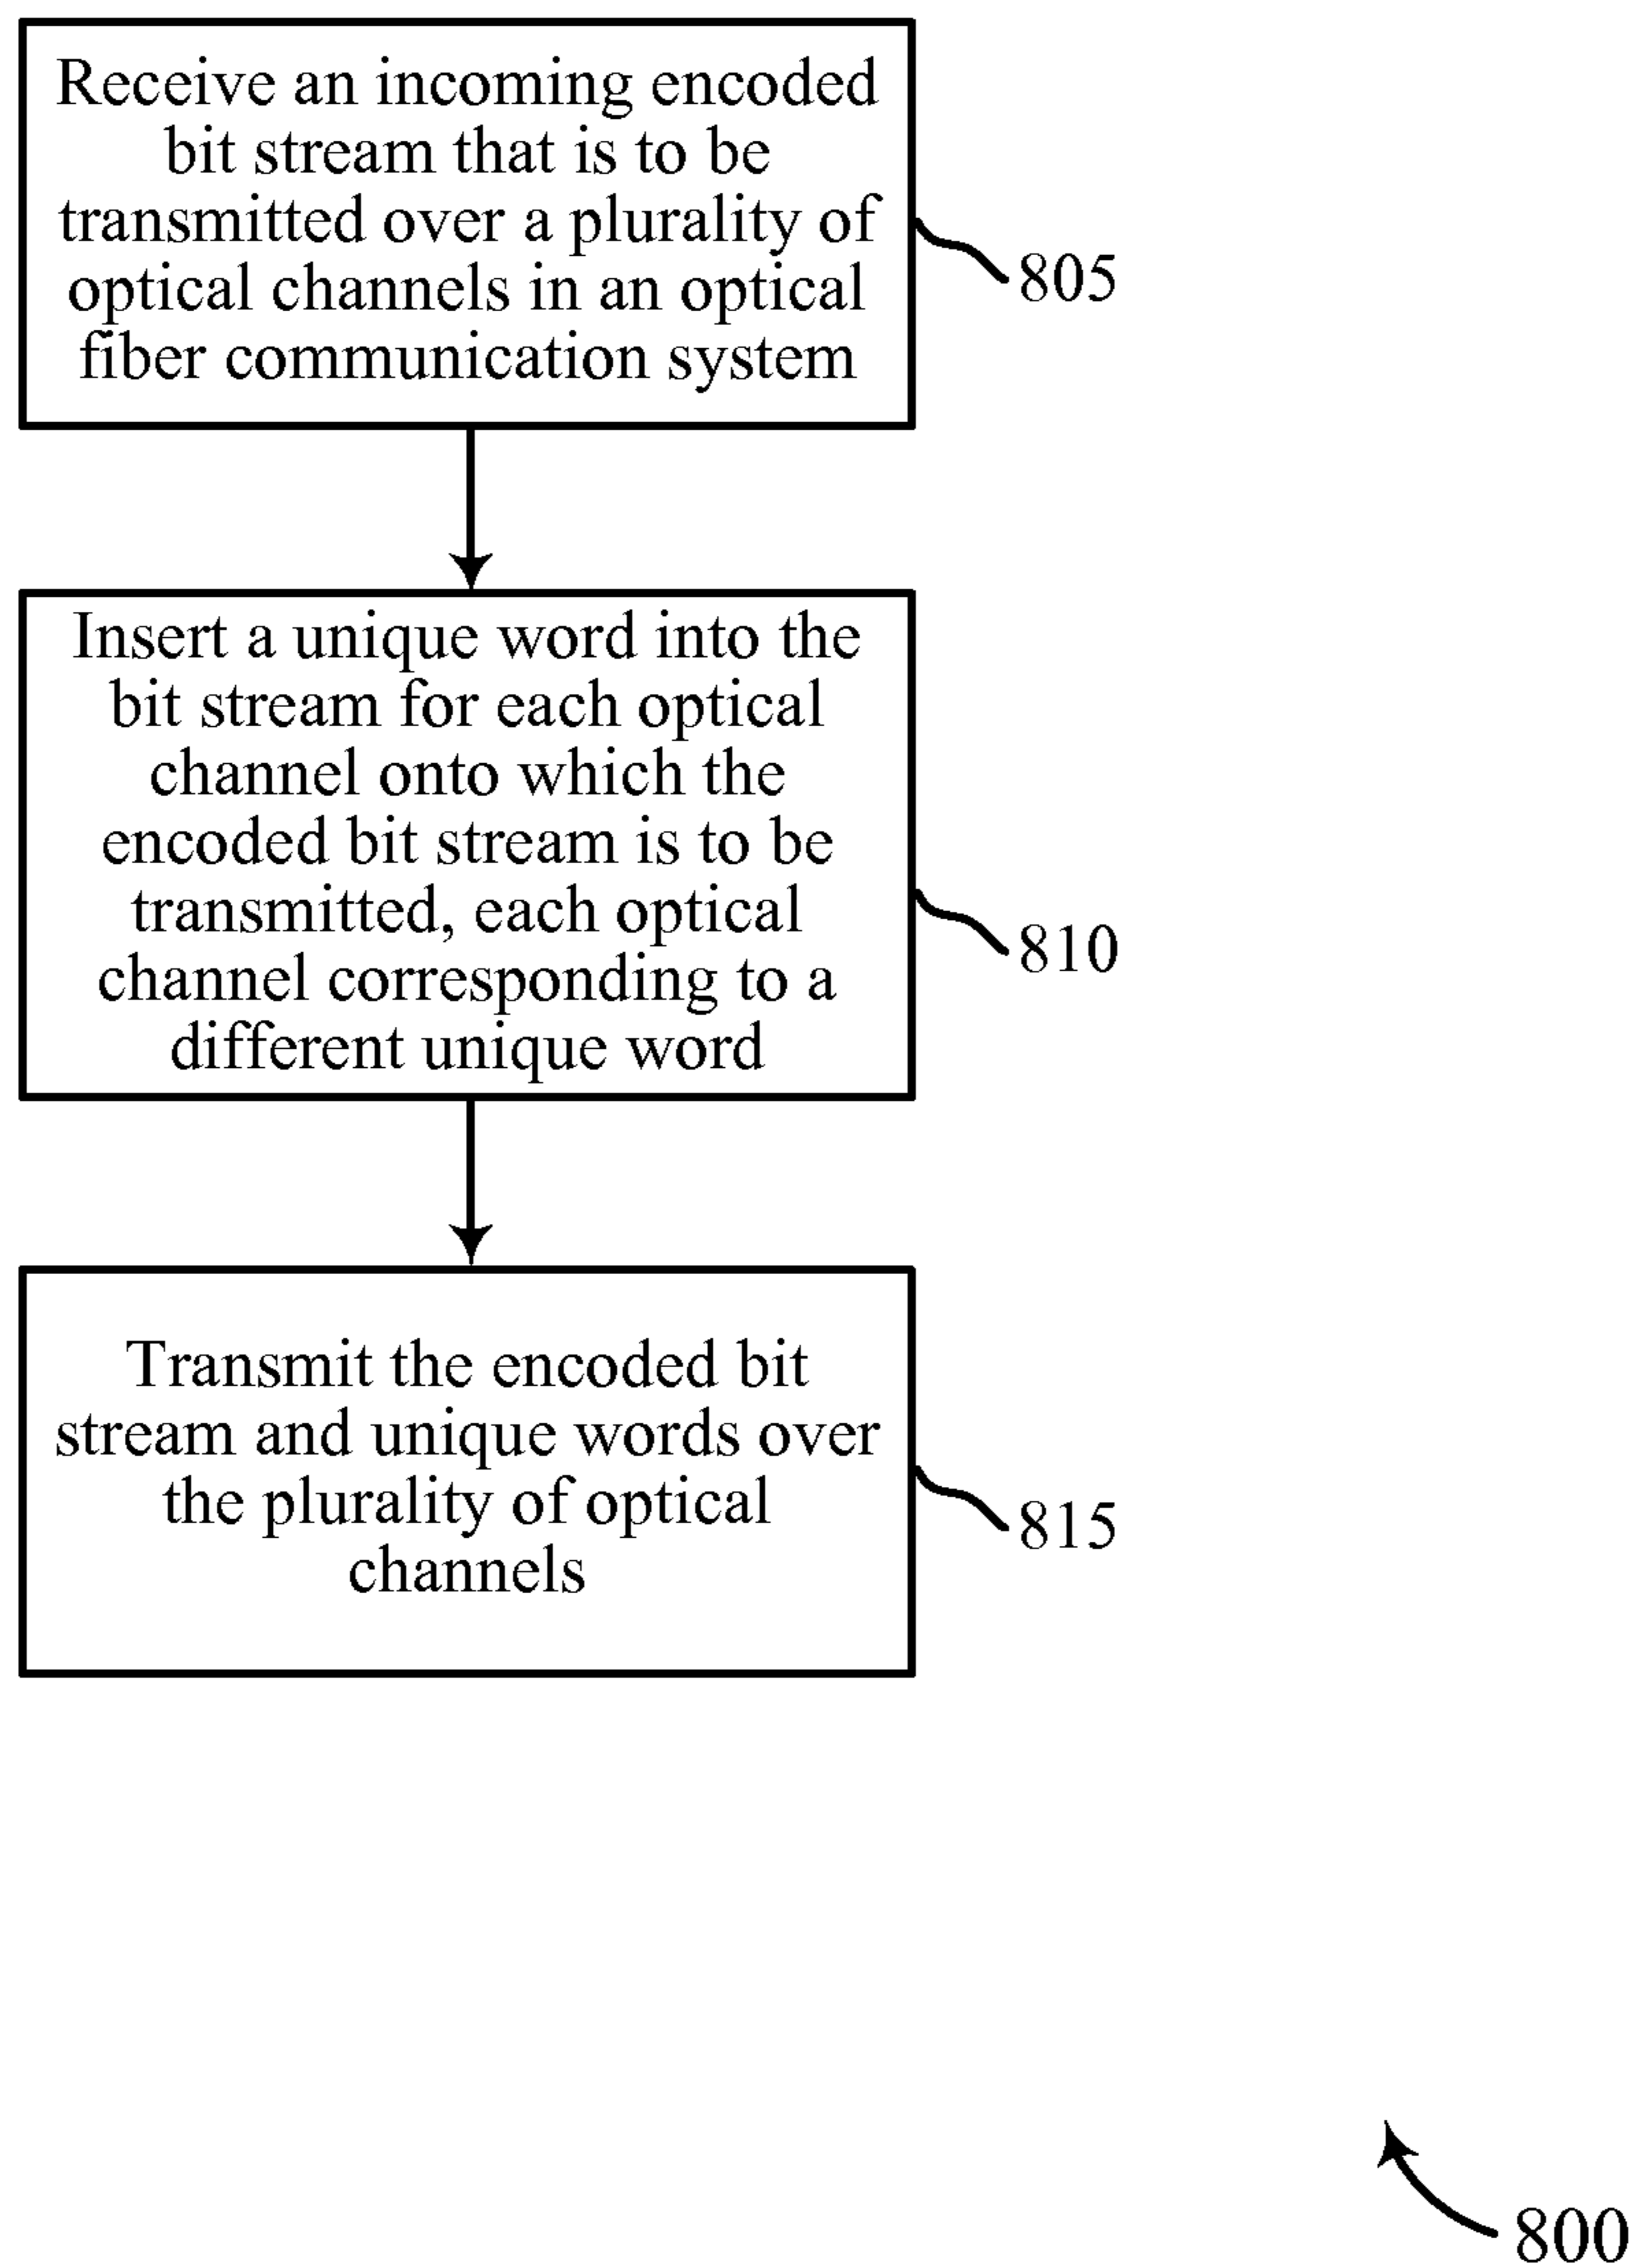 Receive an incoming encoded
bit stream that is to be
transmitted over a plurality of
optical channels in an optical
fiber communication system
805
Insert a unique word into the
bit stream for each optical
channel onto which the
encoded bit stream is to be
transmitted, each optical
channel corresponding to a
different unique word
810
Transmit the encoded bit
stream and unique words over
the plurality of optical
channels
815
800